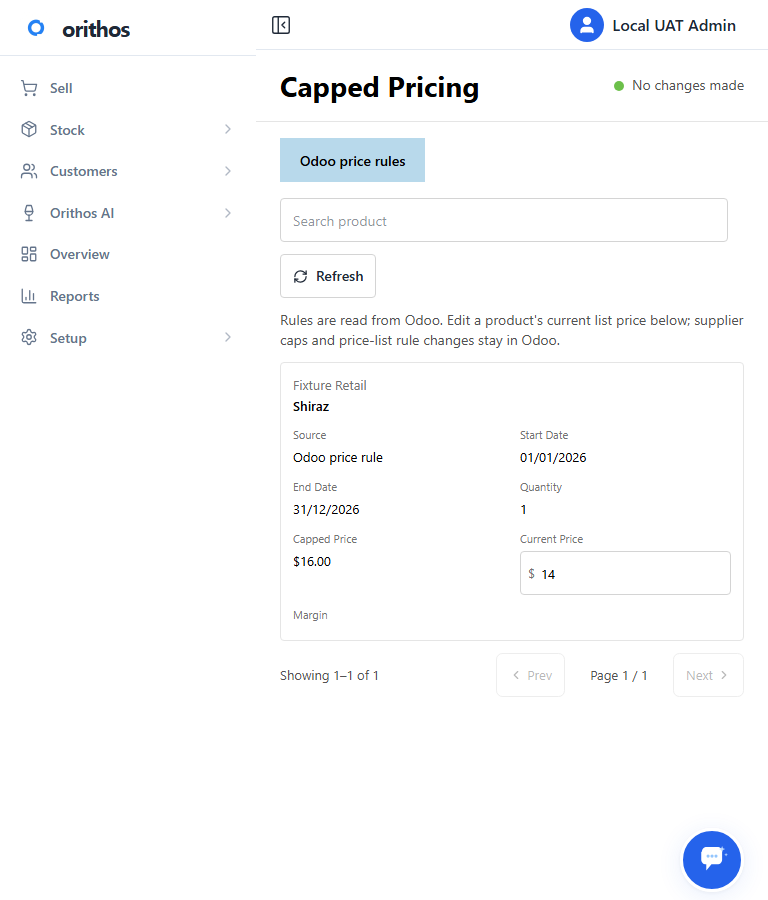 orithos
Local UAT Admin
Sell
Stock
Customers
Orithos AI
Overview
Reports
Setup
Capped Pricing
No changes made
Odoo price rules
Search product
Refresh
Rules are read from Odoo. Edit a product's current list price below; supplier
caps and price-list rule changes stay in Odoo.
Fixture Retail
Shiraz
Source
Start Date
Odoo price rule
01/01/2026
End Date
Quantity
31/12/2026
1
Capped Price
Current Price
$16.00
$ 14
Margin
Showing 1–1 of 1
Prev
Page 1 / 1
Next